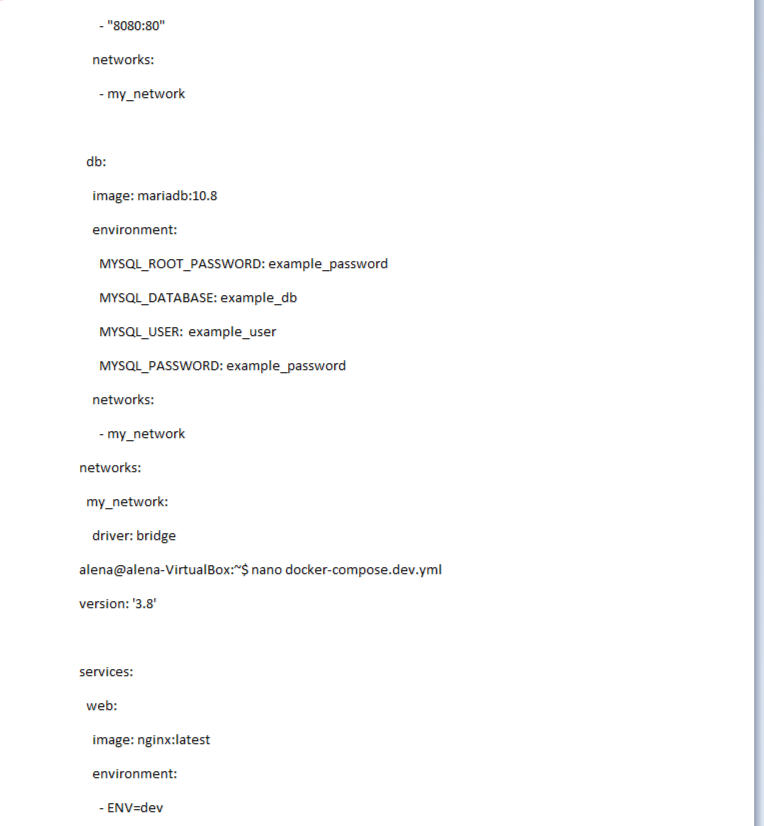 - "8080:80"
networks:
- my_network
db:
image: mariadb:10.8
environment:
MYSQL_ROOT_PASSWORD: example_password
MYSQL_DATABASE: example_db
MYSQL_USER: example_user
MYSQL_PASSWORD: example_password
networks:
- my_network
networks:
my_network:
driver: bridge
alena@alena-VirtualBox:~$ nano docker-compose.dev.yml
version: '3.8'
services:
web:
image: nginx:latest
environment:
- ENV=dev